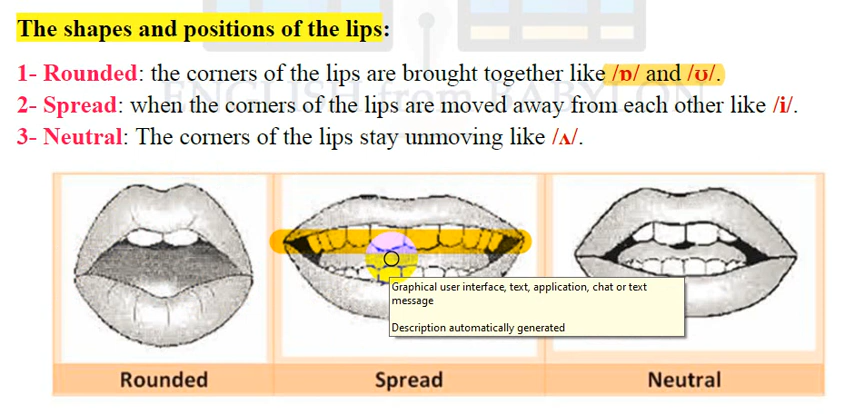 The shapes and positions of the lips:
1- Rounded: the corners of the lips are brought together like /ɒ/ and /ʊ/.
2- Spread: when the corners of the lips are moved away from each other like /i/.
3- Neutral: The corners of the lips stay unmoving like /ʌ/.
ENGLISH from BABYLON
Graphical user interface, text, application, chat or text
message
Description automatically generated
Rounded Spread Neutral